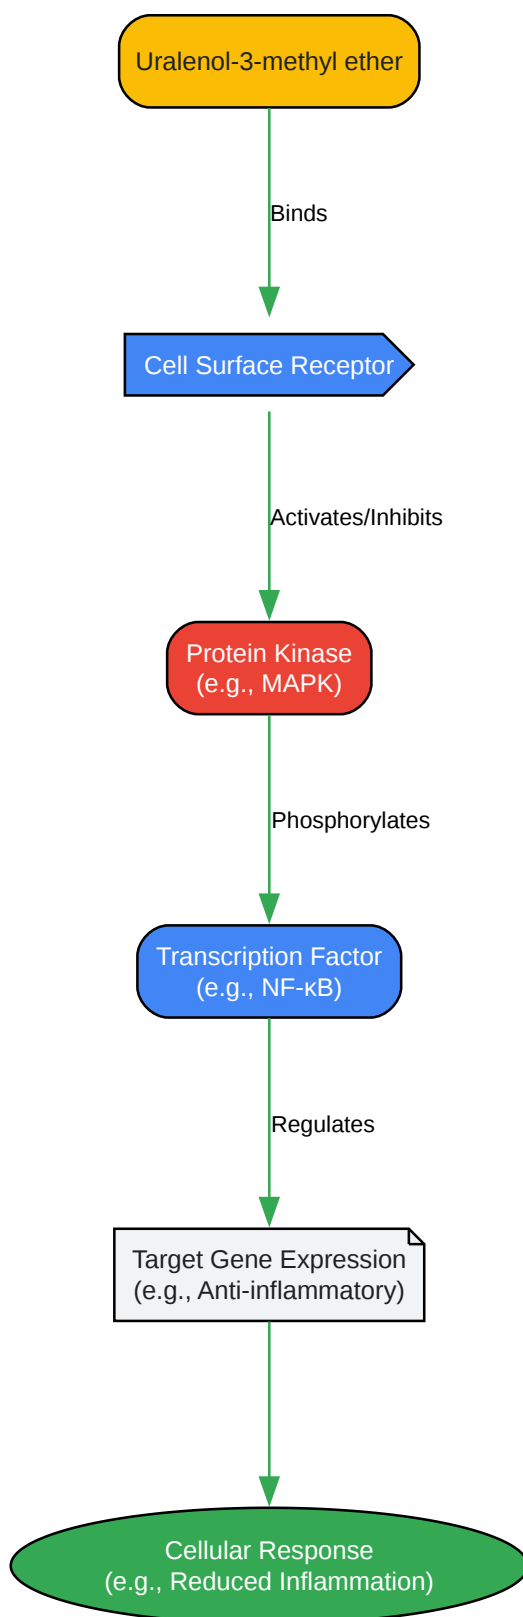 Uralenol-3-methyl ether
Binds
Cell Surface Receptor
Activates/Inhibits
Protein Kinase
(e.g., MAPK)
Phosphorylates
Transcription Factor
(e.g., NF-κB)
Regulates
Target Gene Expression
(e.g., Anti-inflammatory)
Cellular Response
(e.g., Reduced Inflammation)